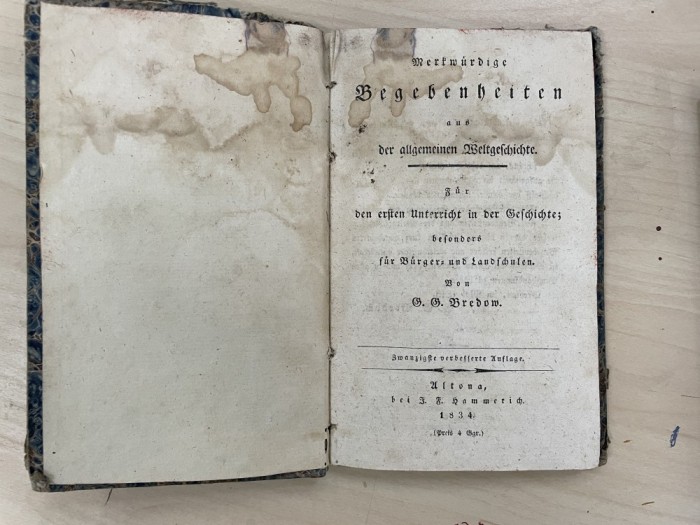 Merkwürdige
Begebenheiten
aus
der allgemeinen Weltgeschichte.
Für
den ersten Unterricht in der Geschichte;
besonders
für Bürger- und Landschulen.
Von
G. G. Bredow.
Zwanzigste verbesserte Auflage.
Altona,
bei J. F. Hammerich.
1834.
(Preis 4 Ggr.)